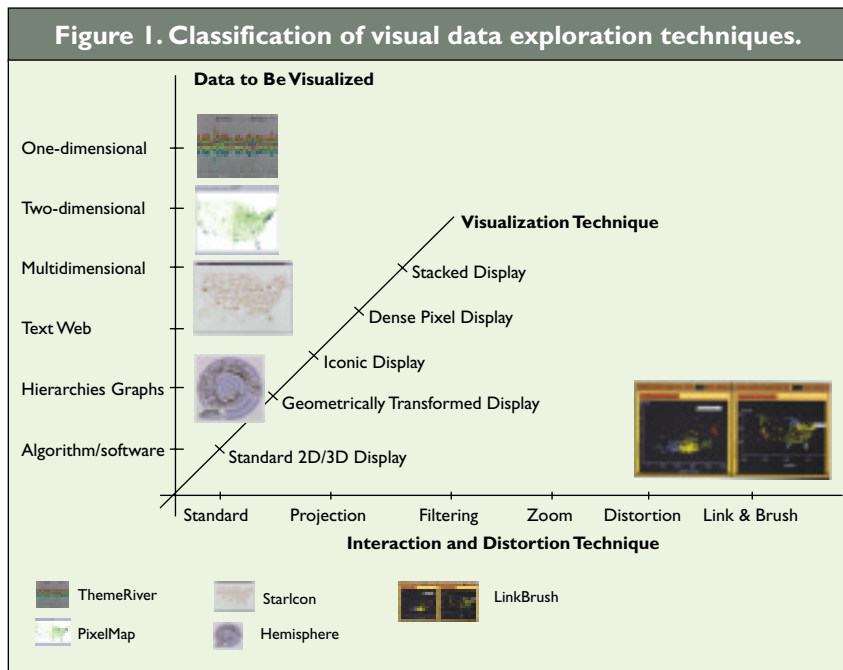 Figure 1. Classification of visual data exploration techniques.
Data to Be Visualized
One-dimensional
Two-dimensional
Visualization Technique
Multidimensional
Stacked Display
Dense Pixel Display
Text Web
Iconic Display
Hierarchies Graphs
Geometrically Transformed Display
Algorithm/software
Standard 2D/3D Display
Standard Projection Filtering Zoom Distortion Link & Brush
Interaction and Distortion Technique
ThemeRiver StarIcon LinkBrush
PixelMap Hemisphere